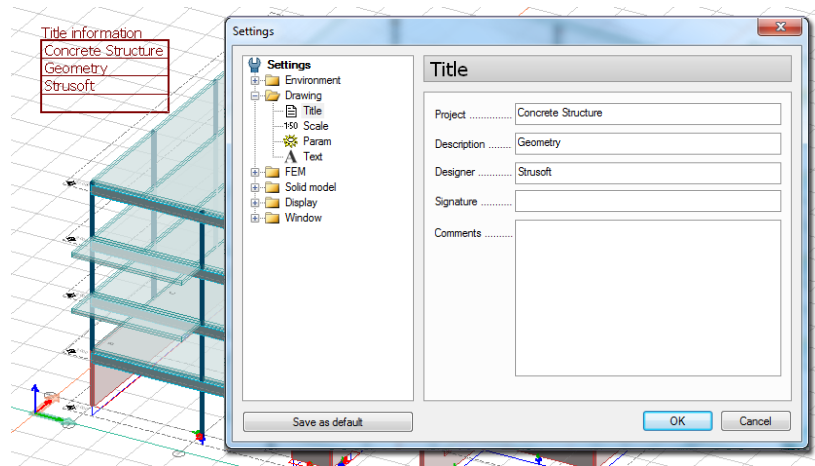 Title information
Concrete Structure
Geometry
Strusoft
Settings
Settings
Environment
Drawing
Title
1:50 Scale
Param
A Text
FEM
Solid model
Display
Window
Title
Project ............. Concrete Structure
Description ........ Geometry
Designer ........... Strusoft
Signature ..........
Comments .........
Save as default
OK
Cancel